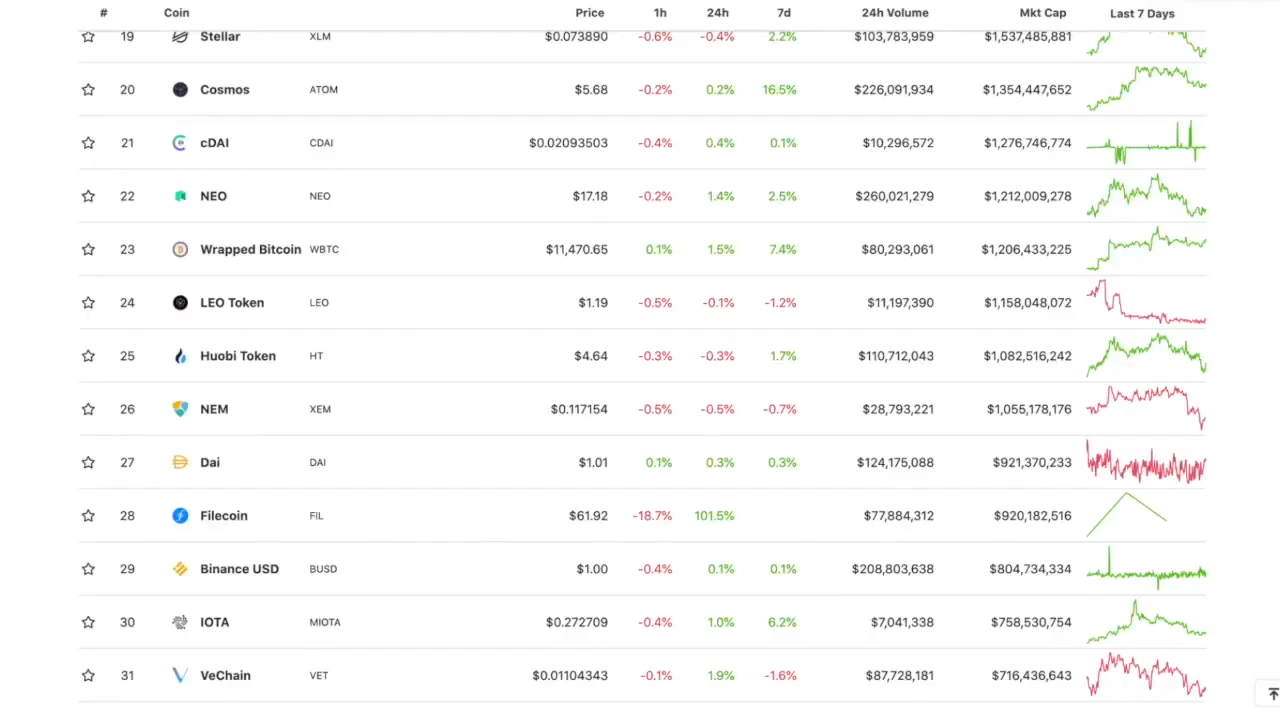 # Coin Price 1h 24h 7d 24h Volume Mkt Cap Last 7 Days
19 Stellar XLM $0.073890 -0.6% -0.4% 2.2% $103,783,959 $1,537,485,881
20 Cosmos ATOM $5.68 -0.2% 0.2% 16.5% $226,091,934 $1,354,447,652
21 cDAI CDAI $0.02093503 -0.4% 0.4% 0.1% $10,296,572 $1,276,746,774
22 NEO NEO $17.18 -0.2% 1.4% 2.5% $260,021,279 $1,212,009,278
23 Wrapped Bitcoin WBTC $11,470.65 0.1% 1.5% 7.4% $80,293,061 $1,206,433,225
24 LEO Token LEO $1.19 -0.5% -0.1% -1.2% $11,197,390 $1,158,048,072
25 Huobi Token HT $4.64 -0.3% -0.3% 1.7% $110,712,043 $1,082,516,242
26 NEM XEM $0.117154 -0.5% -0.5% -0.7% $28,793,221 $1,055,178,176
27 Dai DAI $1.01 0.1% 0.3% 0.3% $124,175,088 $921,370,233
28 Filecoin FIL $61.92 -18.7% 101.5% $77,884,312 $920,182,516
29 Binance USD BUSD $1.00 -0.4% 0.1% 0.1% $208,803,638 $804,734,334
30 IOTA MIOTA $0.272709 -0.4% 1.0% 6.2% $7,041,338 $758,530,754
31 VeChain VET $0.01104343 -0.1% 1.9% -1.6% $87,728,181 $716,436,643